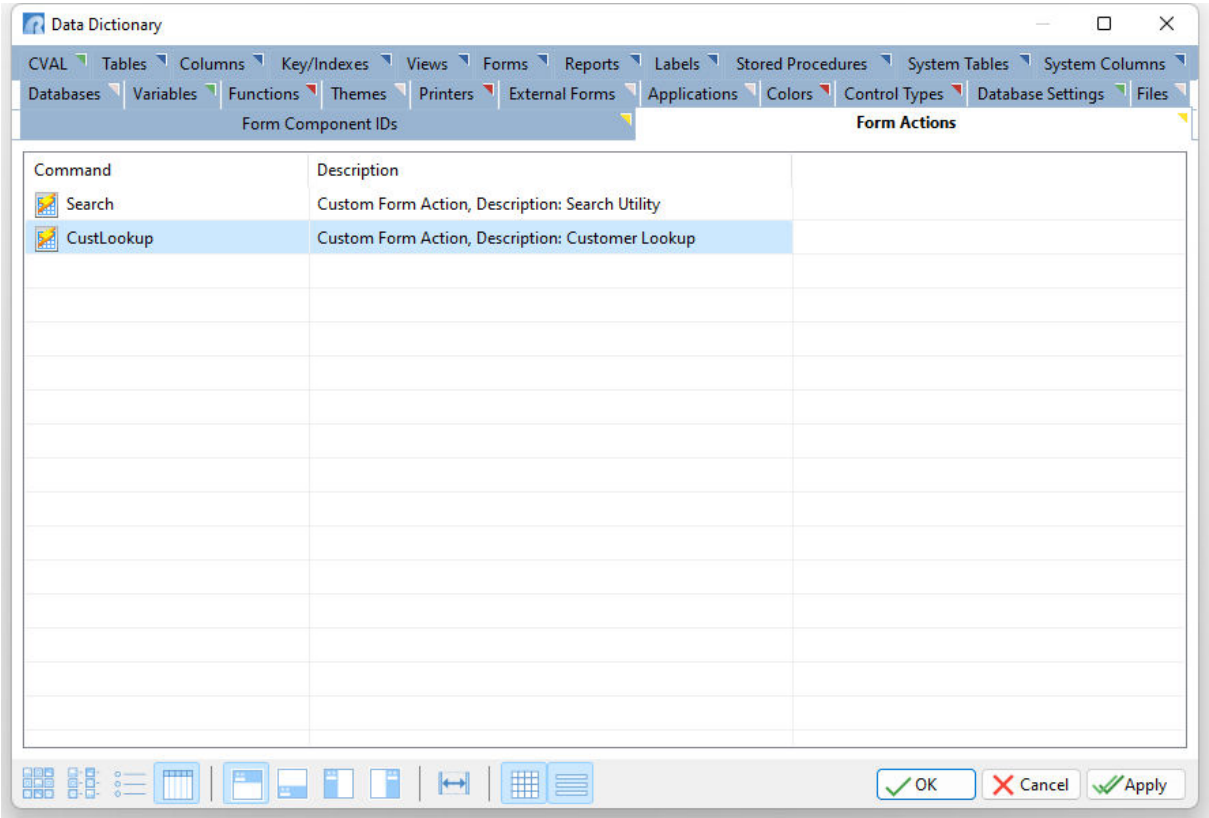 Data Dictionary
CVAL Tables Columns Key/Indexes Views Forms Reports Labels Stored Procedures System Tables System Columns
Databases Variables Functions Themes Printers External Forms Applications Colors Control Types Database Settings Files
Form Component IDs Form Actions
Command Description
Search Custom Form Action, Description: Search Utility
CustLookup Custom Form Action, Description: Customer Lookup
OK Cancel Apply